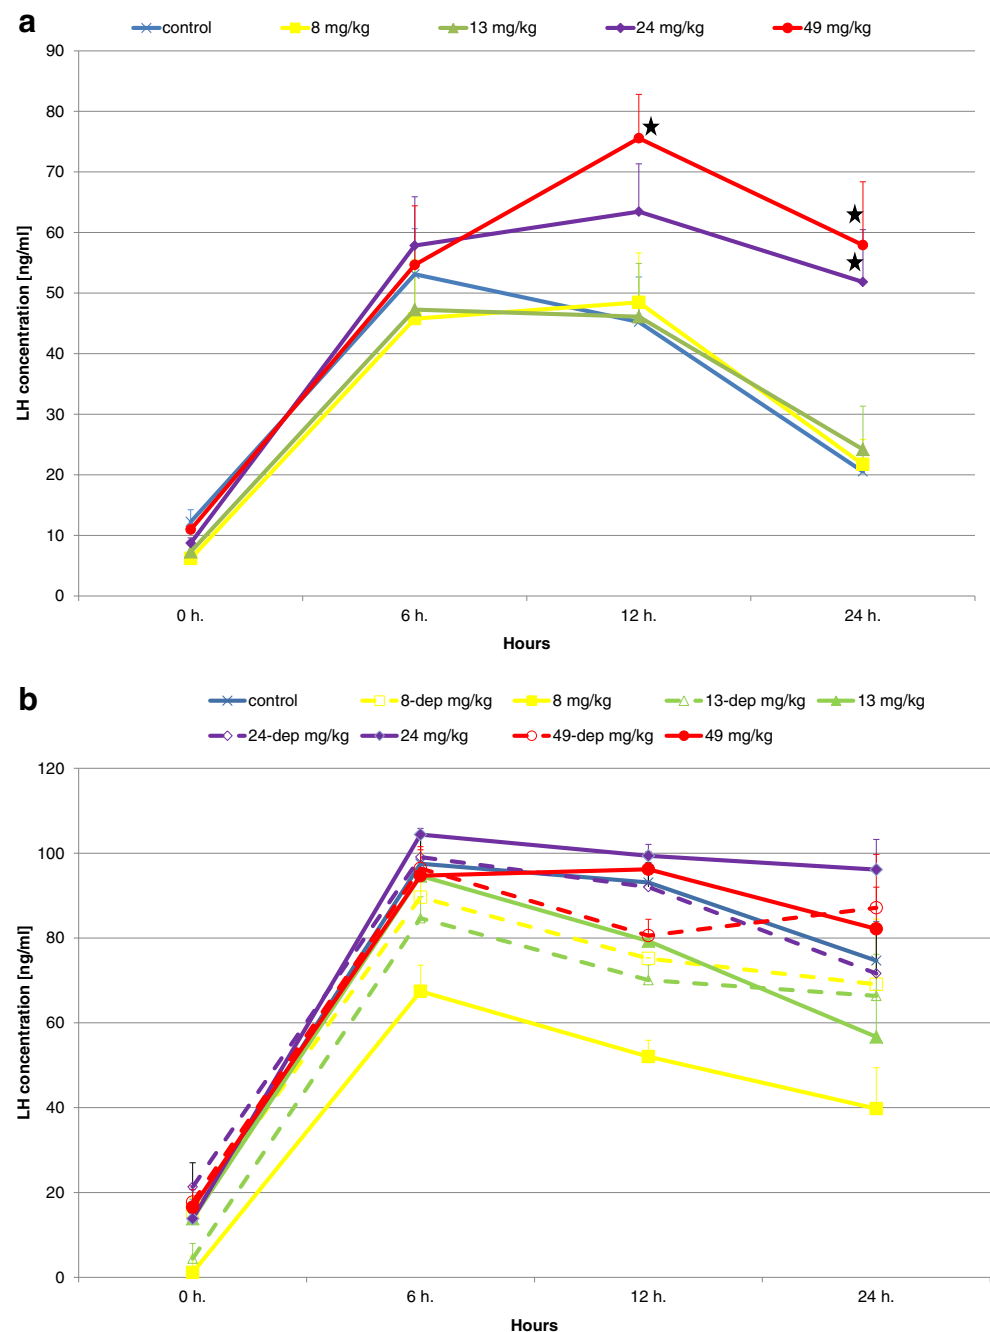 a
control 8 mg/kg 13 mg/kg 24 mg/kg 49 mg/kg
90
80
70
60
50
40
30
20
10
0
LH concentration [ng/ml]
0 h. 6 h. 12 h. 24 h.
Hours
b
control 8-dep mg/kg 8 mg/kg 13-dep mg/kg 13 mg/kg
24-dep mg/kg 24 mg/kg 49-dep mg/kg 49 mg/kg
120
100
80
60
40
20
0
LH concentration [ng/ml]
0 h. 6 h. 12 h. 24 h.
Hours